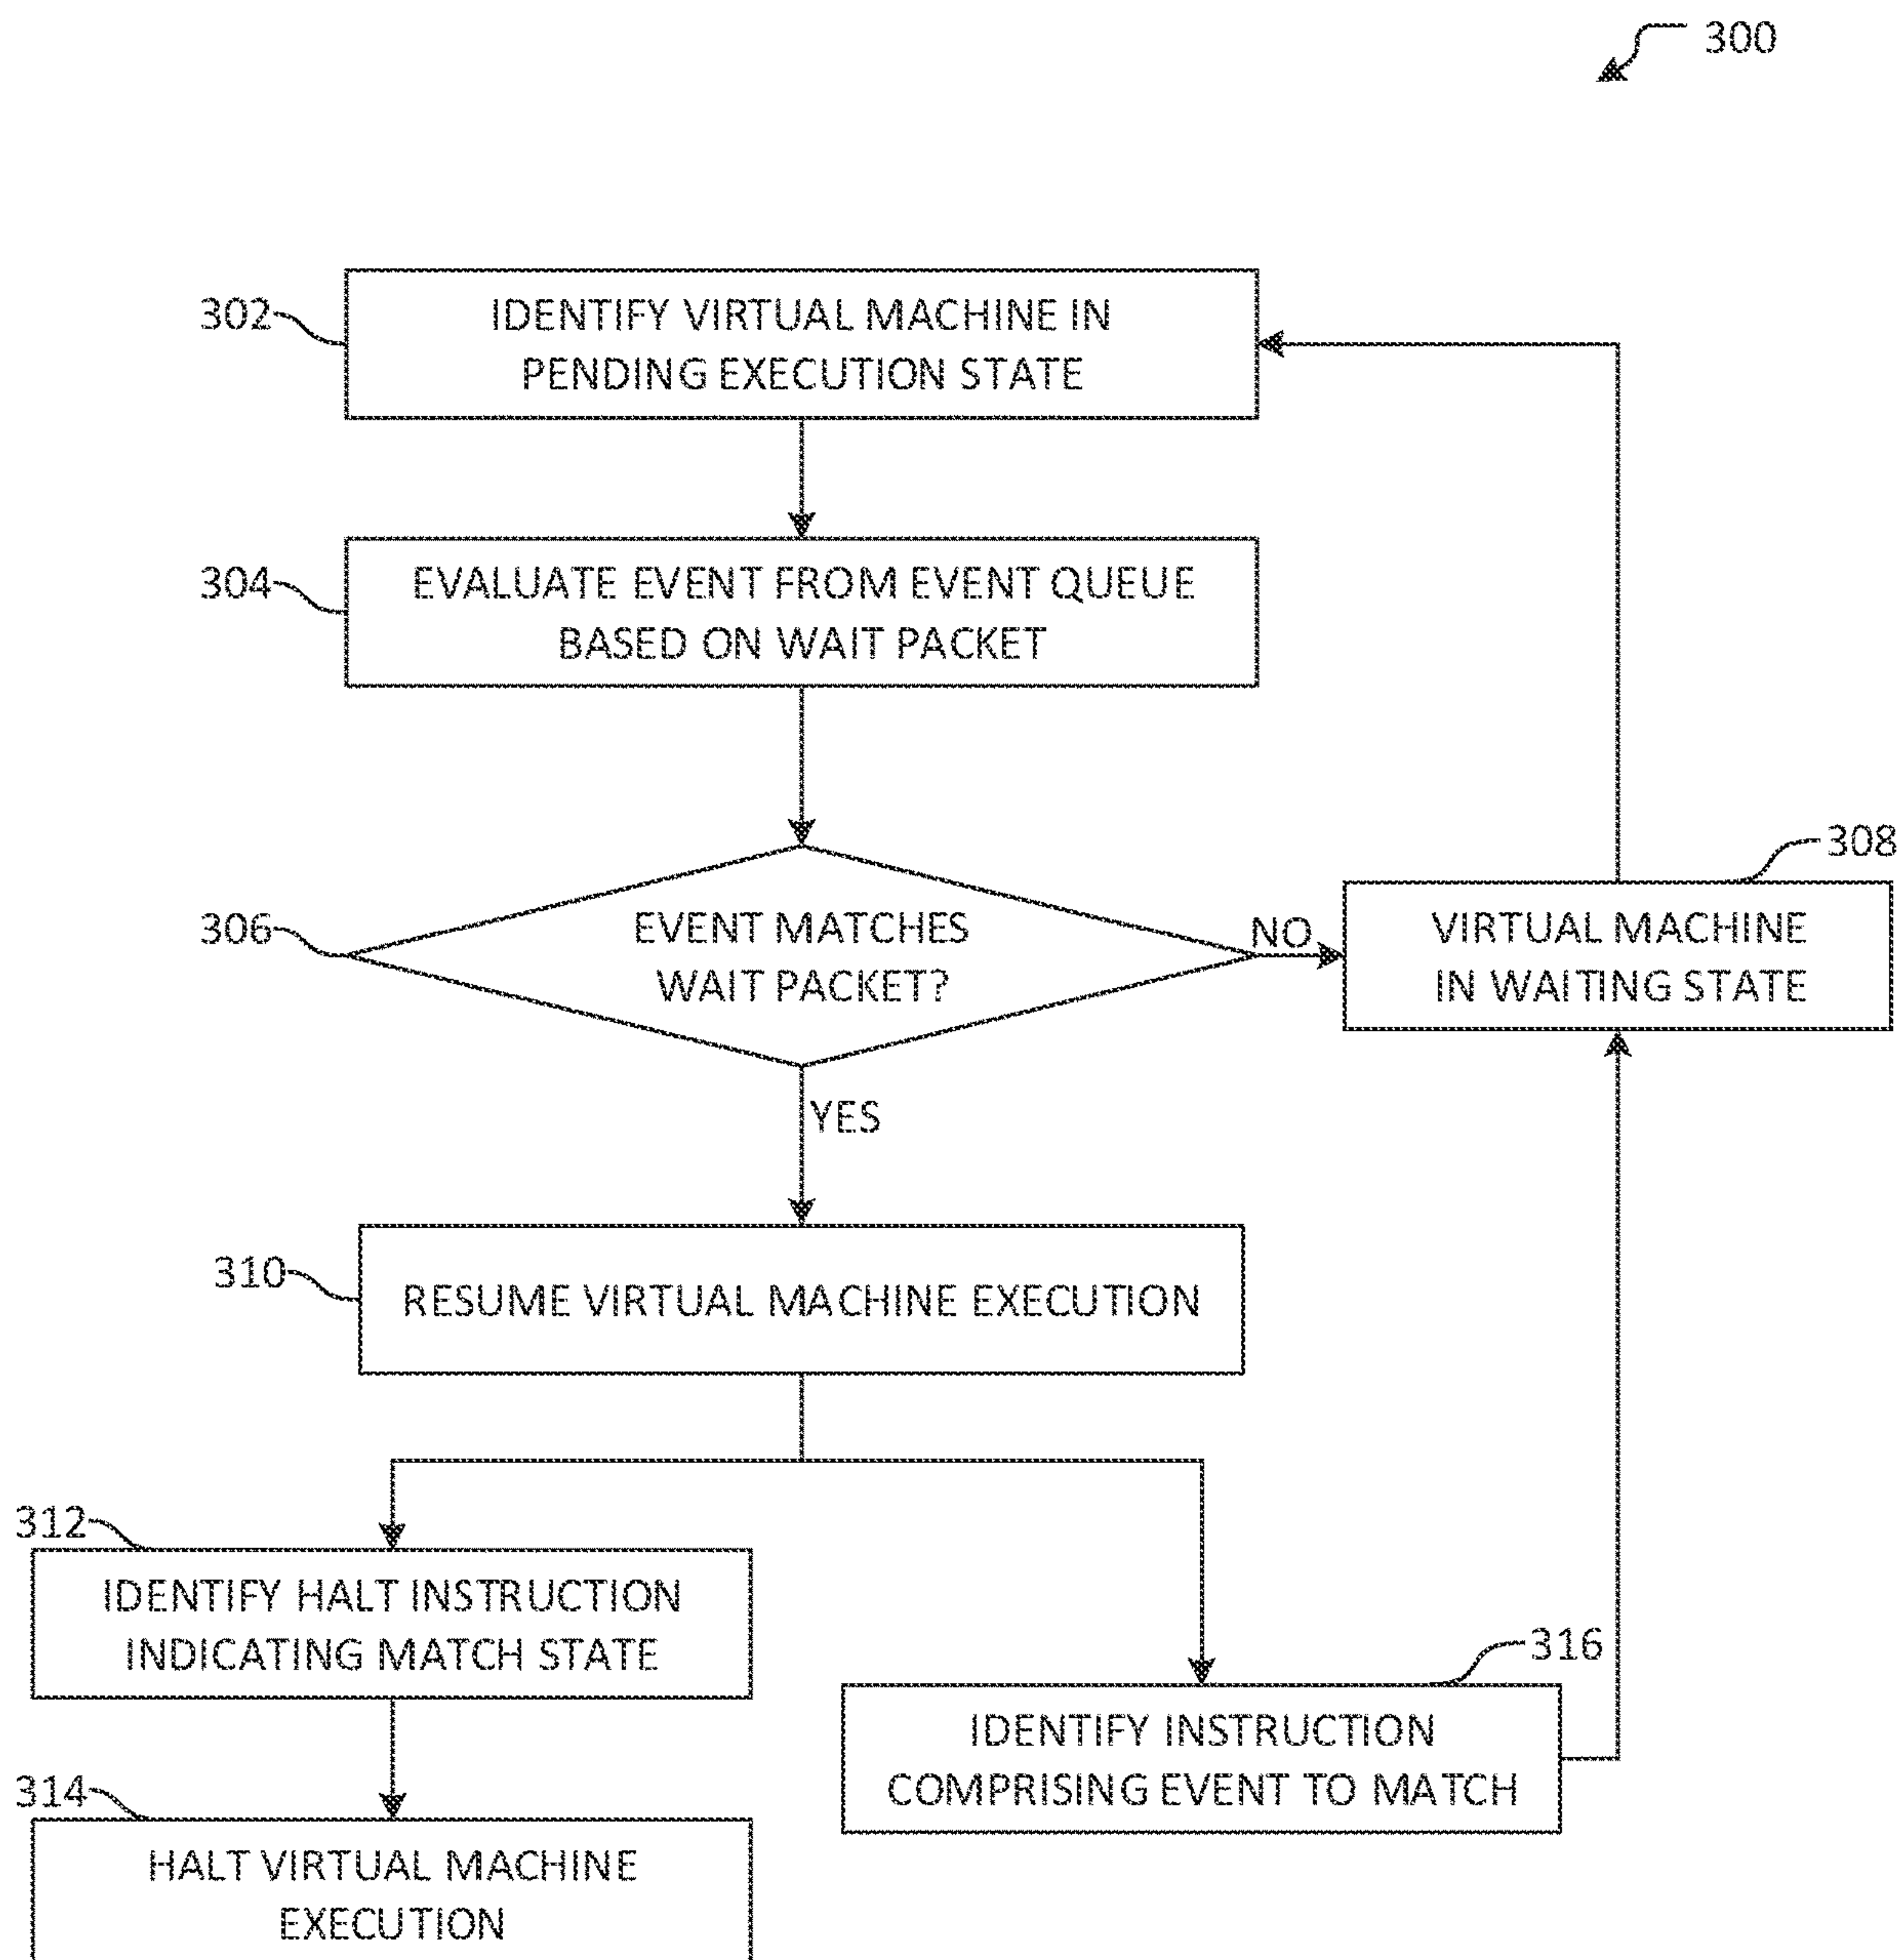 300
302
IDENTIFY VIRTUAL MACHINE IN
PENDING EXECUTION STATE
304
EVALUATE EVENT FROM EVENT QUEUE
BASED ON WAIT PACKET
306
EVENT MATCHES
WAIT PACKET?
NO
308
VIRTUAL MACHINE
IN WAITING STATE
YES
310
RESUME VIRTUAL MACHINE EXECUTION
312
IDENTIFY HALT INSTRUCTION
INDICATING MATCH STATE
316
IDENTIFY INSTRUCTION
COMPRISING EVENT TO MATCH
314
HALT VIRTUAL MACHINE
EXECUTION